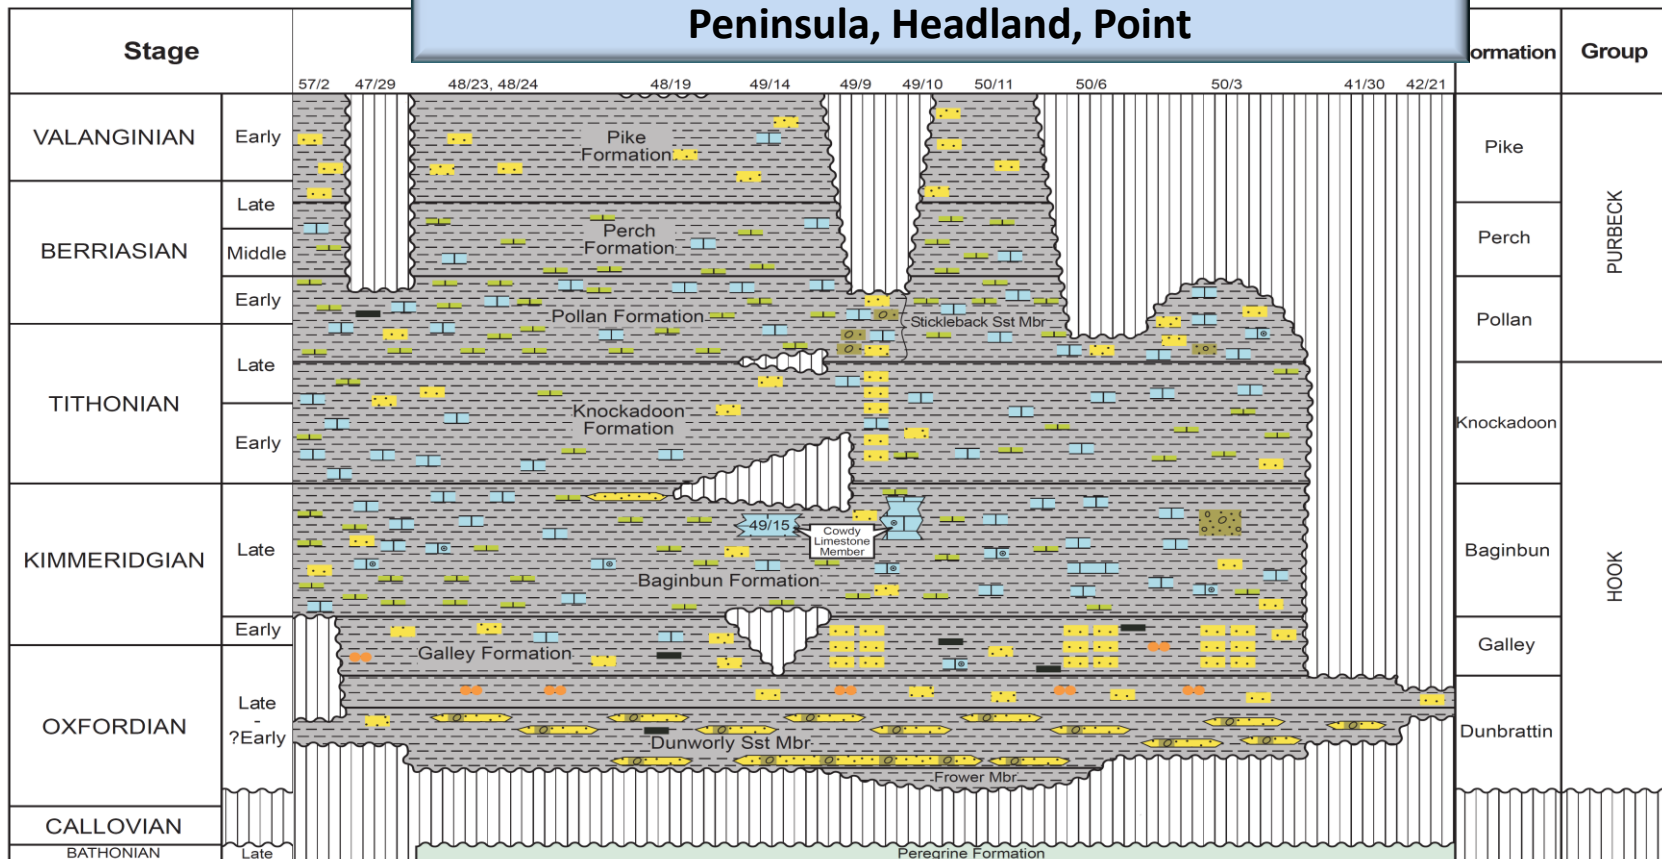 Peninsula, Headland, Point
Stage
ormation
Group
57/2 47/29 48/23, 48/24 48/19 49/14 49/9 49/10 50/11 50/6 50/3 41/30 42/21
VALANGINIAN
Early
Pike
Formation
Pike
BERRIASIAN
Late
Middle
Early
Perch
Formation
Perch
PURBECK
Pollan Formation
Stickleback Sst Mbr
Pollan
TITHONIAN
Late
Early
Knockadoon
Formation
Knockadoon
KIMMERIDGIAN
Late
Early
49/15
Cowdy
Limestone
Member
Baginbun Formation
Baginbun
HOOK
Galley Formation
Galley
OXFORDIAN
Late
-
?Early
Dunworly Sst Mbr
Frower Mbr
Dunbrattin
CALLOVIAN
BATHONIAN
Late
Peregrine Formation